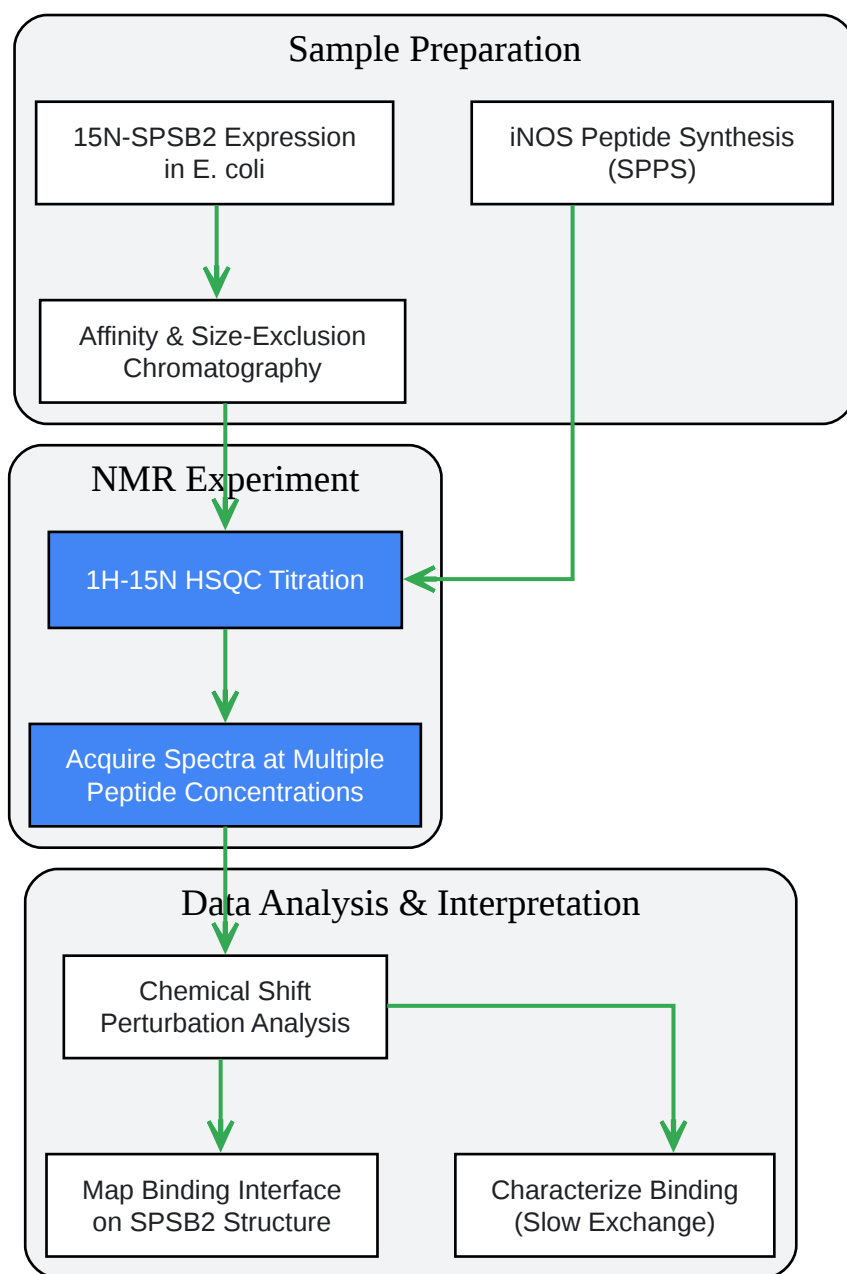 Sample Preparation
15N-SPSB2 Expression
in E. coli
iNOS Peptide Synthesis
(SPPS)
Affinity & Size-Exclusion
Chromatography
NMR Experiment
1H-15N HSQC Titration
Acquire Spectra at Multiple
Peptide Concentrations
Data Analysis & Interpretation
Chemical Shift
Perturbation Analysis
Map Binding Interface
on SPSB2 Structure
Characterize Binding
(Slow Exchange)